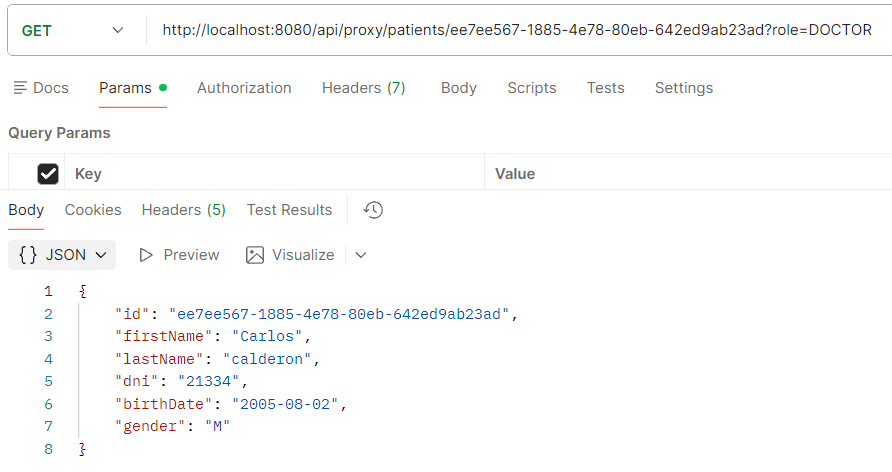 GET http://localhost:8080/api/proxy/patients/ee7ee567-1885-4e78-80eb-642ed9ab23ad?role=DOCTOR
Docs Params Authorization Headers (7) Body Scripts Tests Settings
Query Params
Key Value
Body Cookies Headers (5) Test Results
{} JSON Preview Visualize
1 {
2 "id": "ee7ee567-1885-4e78-80eb-642ed9ab23ad",
3 "firstName": "Carlos",
4 "lastName": "calderon",
5 "dni": "21334",
6 "birthDate": "2005-08-02",
7 "gender": "M"
8 }